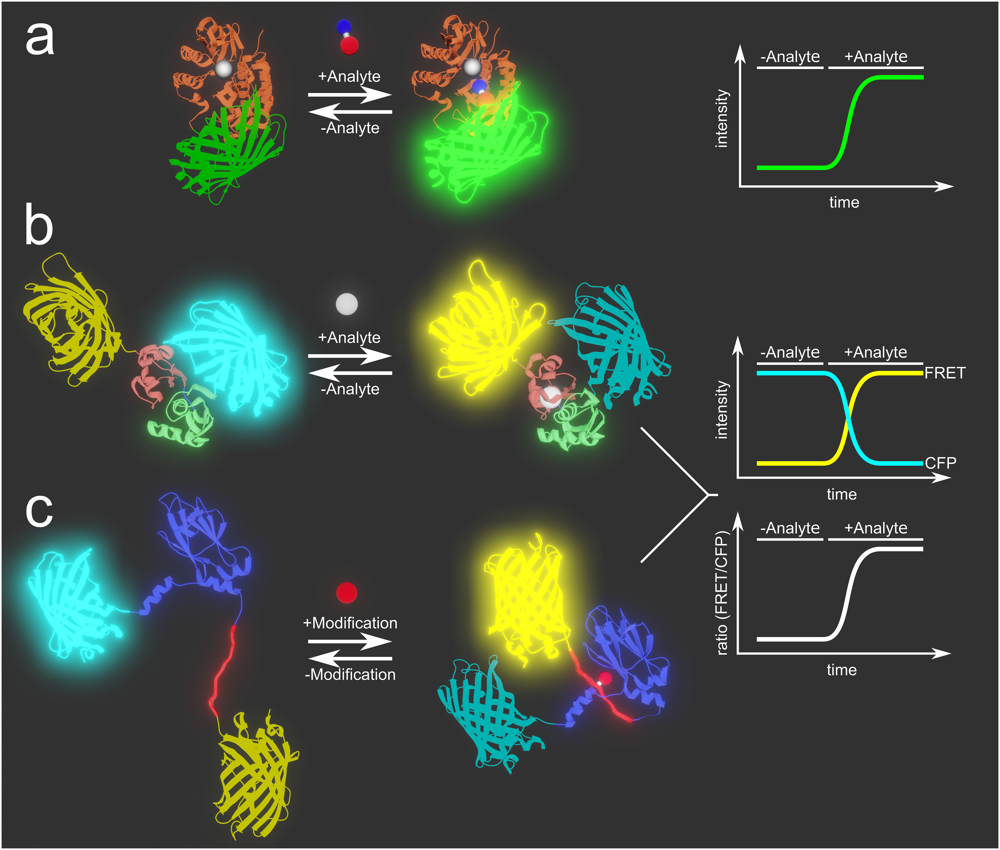 a
+Analyte
-Analyte
-Analyte
+Analyte
intensity
time
b
+Analyte
-Analyte
-Analyte
+Analyte
FRET
CFP
intensity
time
c
+Modification
-Modification
-Analyte
+Analyte
ratio (FRET/CFP)
time